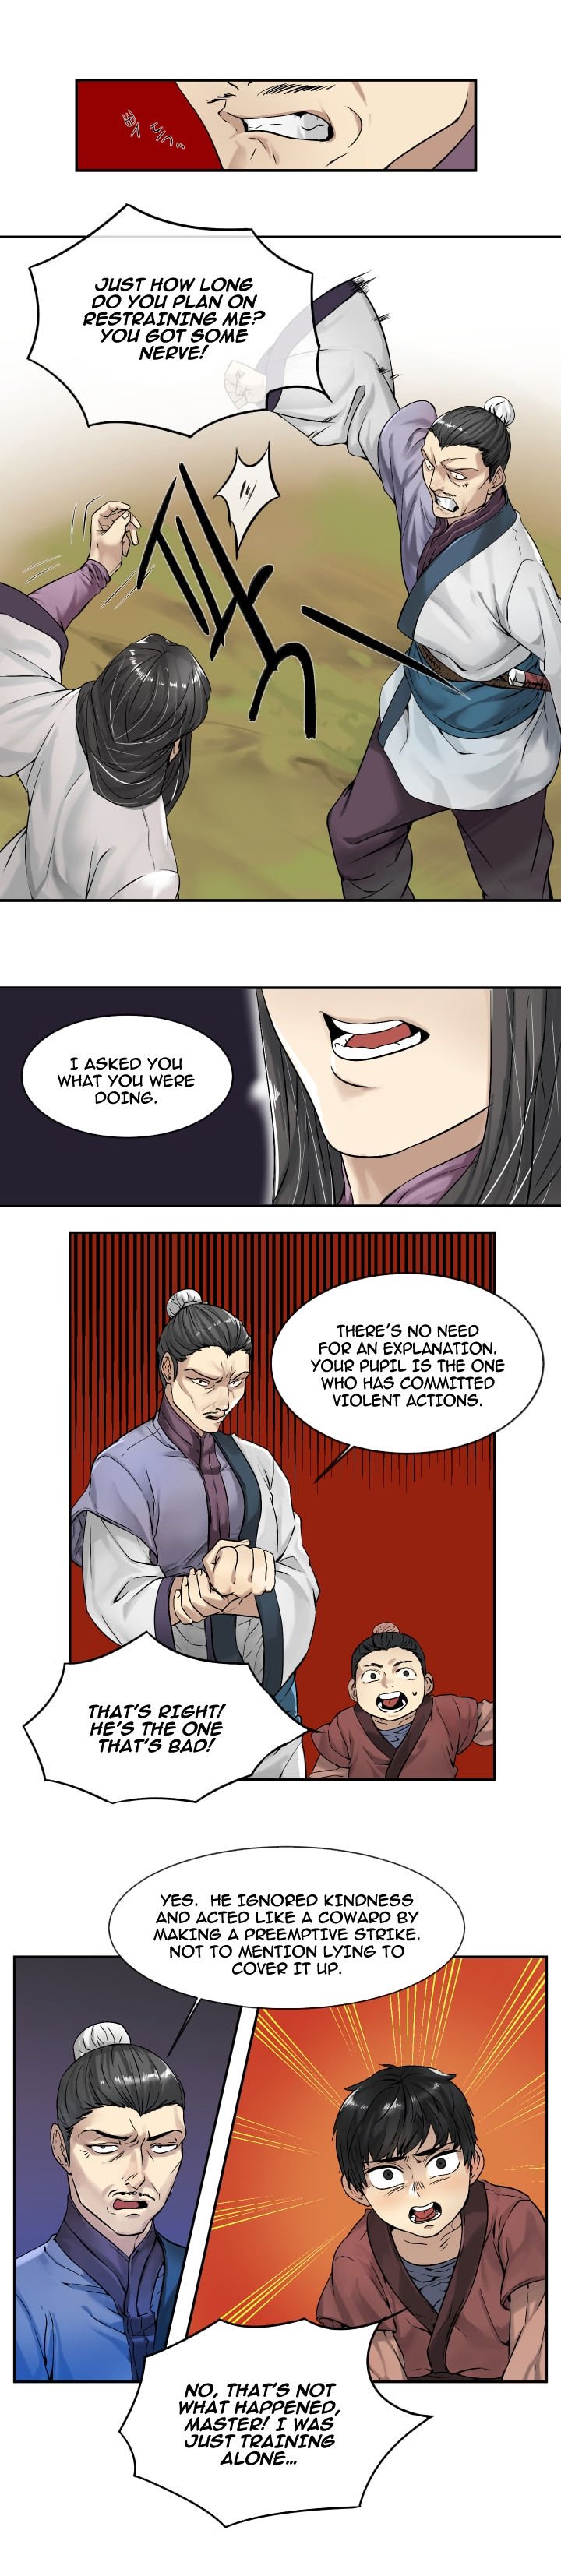 JUST HOW LONG
DO YOU PLAN ON
RESTRAINING ME?
YOU GOT SOME
NERVE!
I ASKED YOU
WHAT YOU WERE
DOING.
THERE'S NO NEED
FOR AN EXPLANATION.
YOUR PUPIL IS THE ONE
WHO HAS COMMITTED
VIOLENT ACTIONS.
THAT'S RIGHT!
HE'S THE ONE
THAT'S BAD!
YES. HE IGNORED KINDNESS
AND ACTED LIKE A COWARD BY
MAKING A PREEMPTIVE STRIKE.
NOT TO MENTION LYING TO
COVER IT UP.
NO, THAT'S NOT
WHAT HAPPENED,
MASTER! I WAS
JUST TRAINING
ALONE...